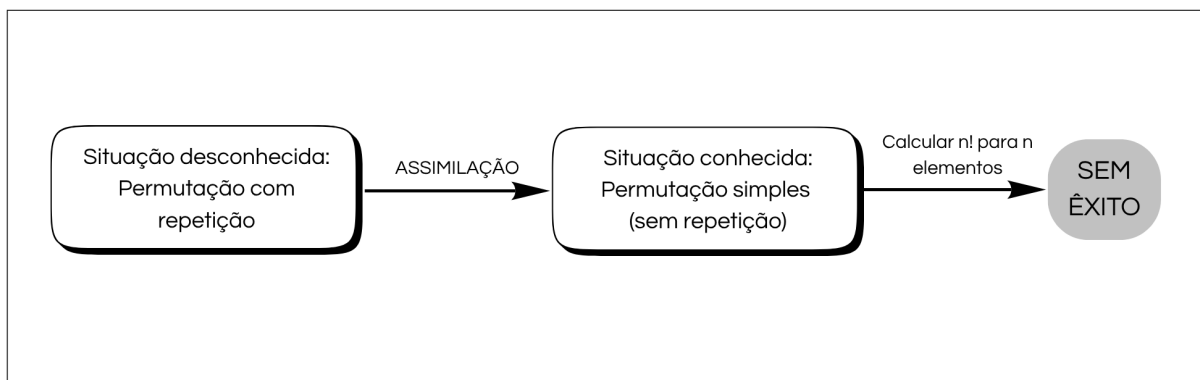 Situação desconhecida:
Permutação com
repetição
ASSIMILAÇÃO
Situação conhecida:
Permutação simples
(sem repetição)
Calcular n! para n
elementos
SEM
ÊXITO